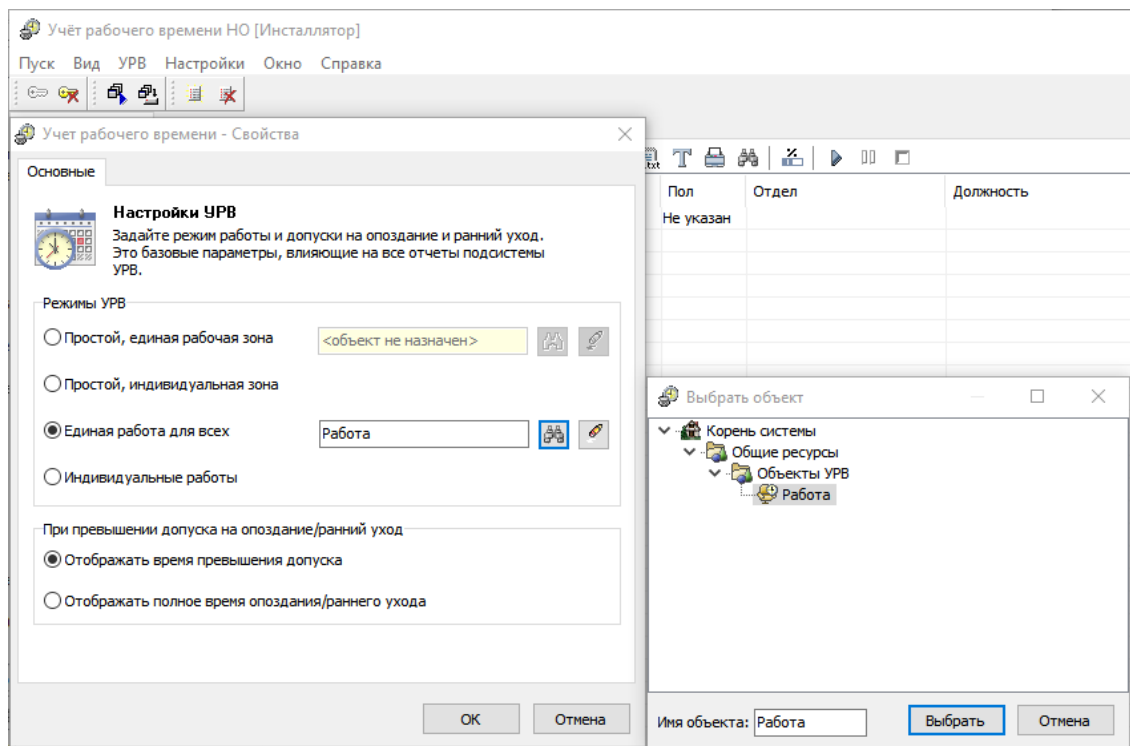 Учёт рабочего времени НО [Инсталлятор]
Пуск Вид УРВ Настройки Окно Справка
Учет рабочего времени - Свойства
Основные
Настройки УРВ
Задайте режим работы и допуски на опоздание и ранний уход.
Это базовые параметры, влияющие на все отчеты подсистемы
УРВ.
Режимы УРВ
Простой, единая рабочая зона <объект не назначен>
Простой, индивидуальная зона
Единая работа для всех Работа
Индивидуальные работы
При превышении допуска на опоздание/ранний уход
Отображать время превышения допуска
Отображать полное время опоздания/раннего ухода
OK Отмена
.txt
Пол Отдел Должность
Не указан
Выбрать объект
Корень системы
Общие ресурсы
Объекты УРВ
Работа
Имя объекта: Работа Выбрать Отмена